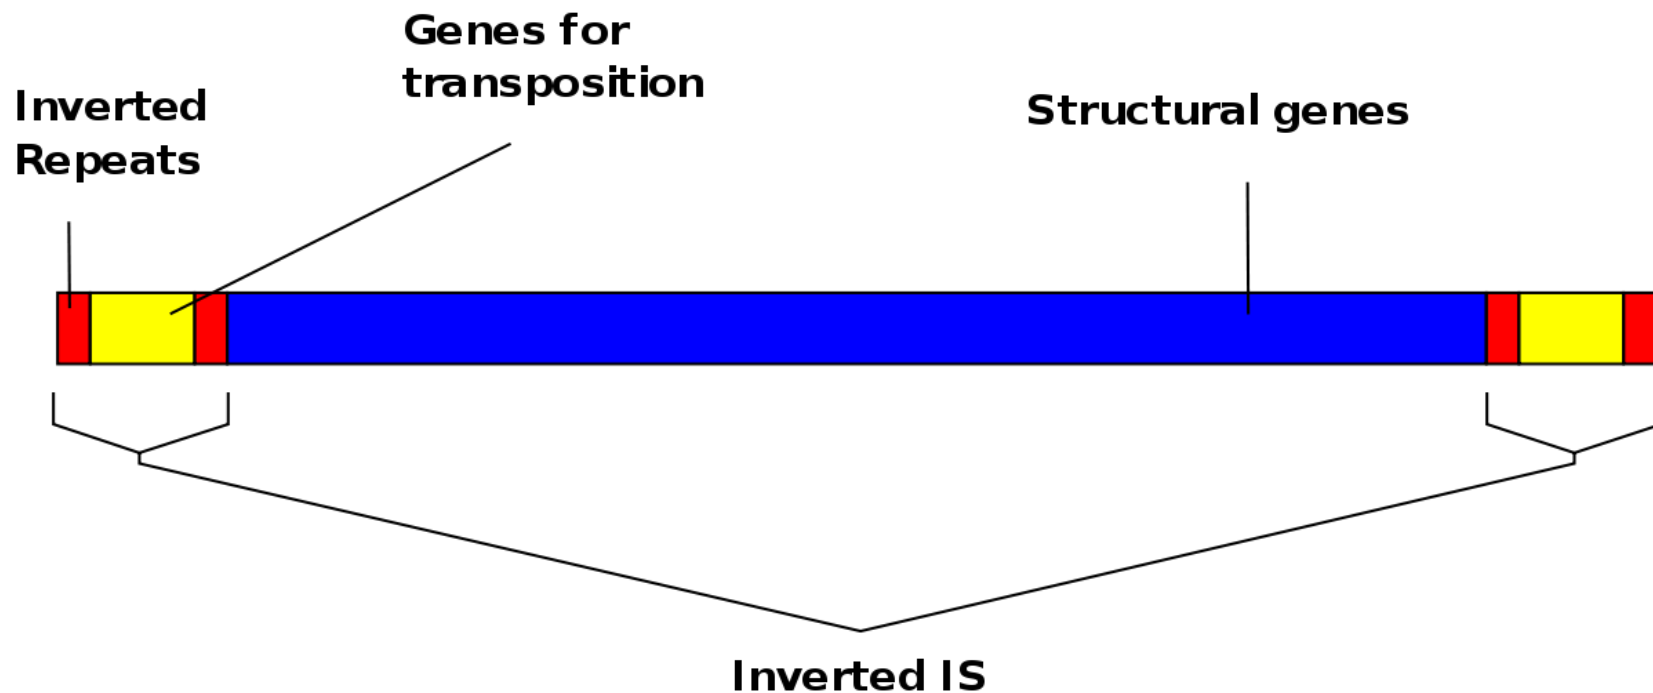 Genes for
transposition
Inverted
Repeats
Structural genes
Inverted IS